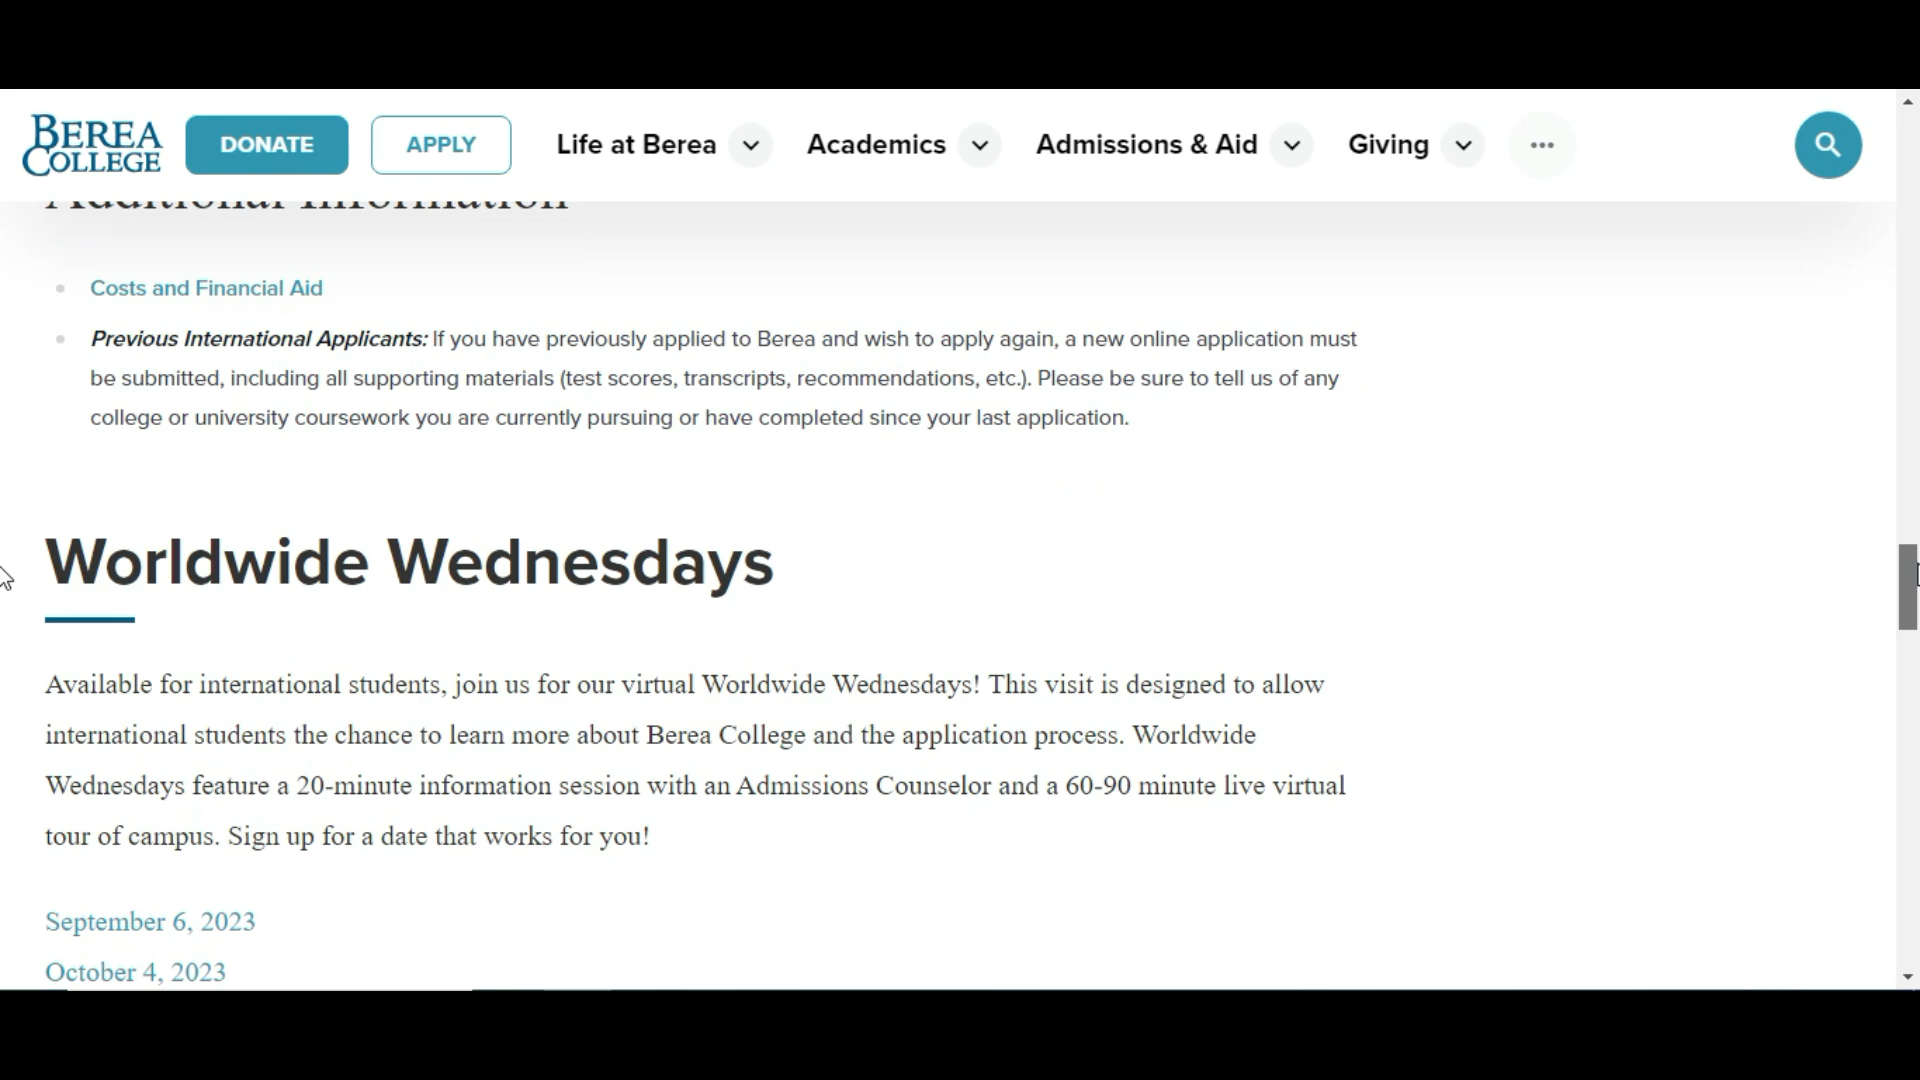 BEREA
COLLEGE
DONATE
APPLY
Life at Berea
Academics
Admissions & Aid
Giving
Additional Information
Costs and Financial Aid
Previous International Applicants: If you have previously applied to Berea and wish to apply again, a new online application must
be submitted, including all supporting materials (test scores, transcripts, recommendations, etc.). Please be sure to tell us of any
college or university coursework you are currently pursuing or have completed since your last application.
Worldwide Wednesdays
Available for international students, join us for our virtual Worldwide Wednesdays! This visit is designed to allow
international students the chance to learn more about Berea College and the application process. Worldwide
Wednesdays feature a 20-minute information session with an Admissions Counselor and a 60-90 minute live virtual
tour of campus. Sign up for a date that works for you!
September 6, 2023
October 4, 2023